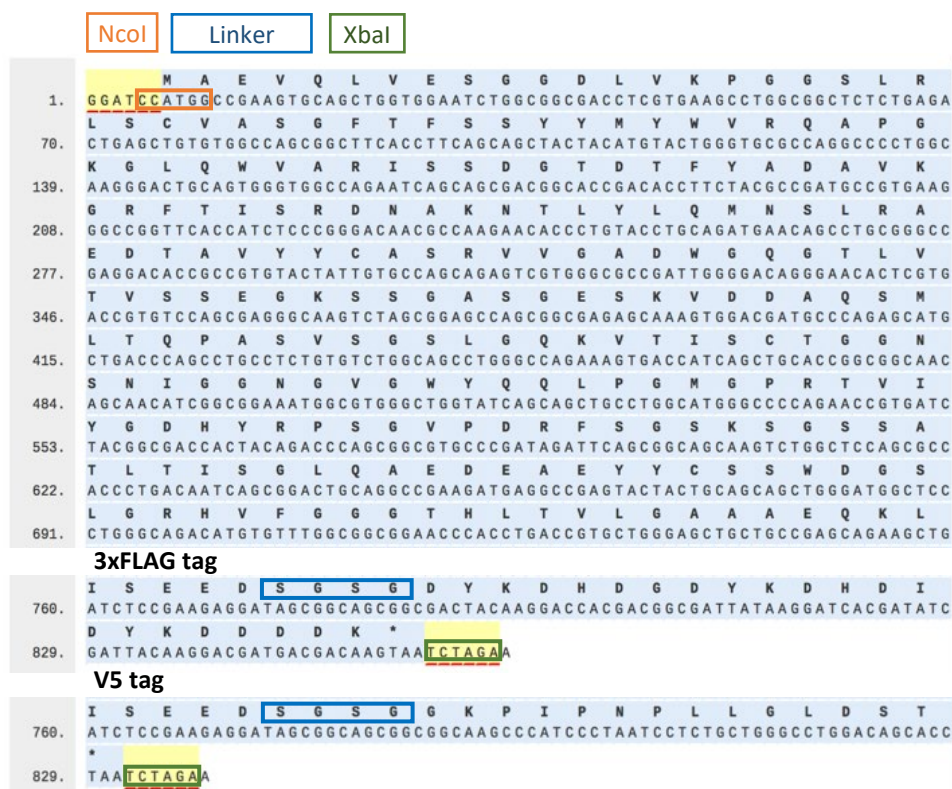 NcoI Linker XbaI
M A E V Q L V E S G G D L V K P G G S L R
1. GGATCCATGGCCGAAGTGCAGCTGGTGGAATCTGGCGGCGACCTCGTGAAGCCTGGCGGCTCTCTGAGA
L S C V A S G F T F S S Y Y M Y W V R Q A P G
70. CTGAGCTGTGTGGCCAGCGGCTTCACCTTCAGCAGCTACTACATGTACTGGGTGCGCCAGGCCCCTGGC
K G L Q W V A R I S S D G T D T F Y A D A V K
139. AAGGGACTGCAGTGGGTGGCCAGAATCAGCAGCGACGGCACCGACACCTTCTACGCCGATGCCGTGAAG
G R F T I S R D N A K N T L Y L Q M N S L R A
208. GGCCGGTTCACCATCTCCCGGGACAACGCCAAGAACACCCTGTACCTGCAGATGAACAGCCTGCGGGCC
E D T A V Y Y C A S R V V G A D W G Q G T L V
277. GAGGACACCGCCGTGTACTATTGTGCCAGCAGAGTCGTGGGCGCCGATTGGGGACAGGGAACACTCGTG
T V S S E G K S S G A S G E S K V D D A Q S M
346. ACCGTGTCCAGCGAGGGCAAGTCTAGCGGAGCCAGCGGCGAGAGCAAAGTGGACGATGCCCAGAGCATG
L T Q P A S V S G S L G Q K V T I S C T G G N
415. CTGACCCAGCCTGCCTCTGTGTCTGGCAGCCTGGGCCAGAAAGTGACCATCAGCTGCACCGGCGGCAAC
S N I G G N G V G W Y Q Q L P G M G P R T V I
484. AGCAACATCGGCGGAAATGGCGTGGGCTGGTATCAGCAGCTGCCTGGCATGGGCCCCAGAACCGTGATC
Y G D H Y R P S G V P D R F S G S K S G S S A
553. TACGGCGACCACTACAGACCCAGCGGCGTGCCCGATAGATTCAGCGGCAGCAAGTCTGGCTCCAGCGCC
T L T I S G L Q A E D E A E Y Y C S S W D G S
622. ACCCTGACAATCAGCGGACTGCAGGCCGAAGATGAGGCCGAGTACTACTGCAGCAGCTGGGATGGCTCC
L G R H V F G G G T H L T V L G A A A E Q K L
691. CTGGGCAGACATGTGTTTGGCGGCGGAACCCACCTGACCGTGCTGGGAGCTGCTGCCGAGCAGAAGCTG
3xFLAG tag
I S E E D S G S G D Y K D H D G D Y K D H D I
760. ATCTCCGAAGAGGATAGCGGCAGCGGCGACTACAAGGACCACGACGGCGATTATAAGGATCACGATATC
D Y K D D D D K *
829. GATTACAAGGACGATGACGACAAGTAATCTAGAA
V5 tag
I S E E D S G S G G K P I P N P L L G L D S T
760. ATCTCCGAAGAGGATAGCGGCAGCGGCGGCAAGCCCATCCCTAATCCTCTGCTGGGCCTGGACAGCACC
*
829. TAATCTAGAA